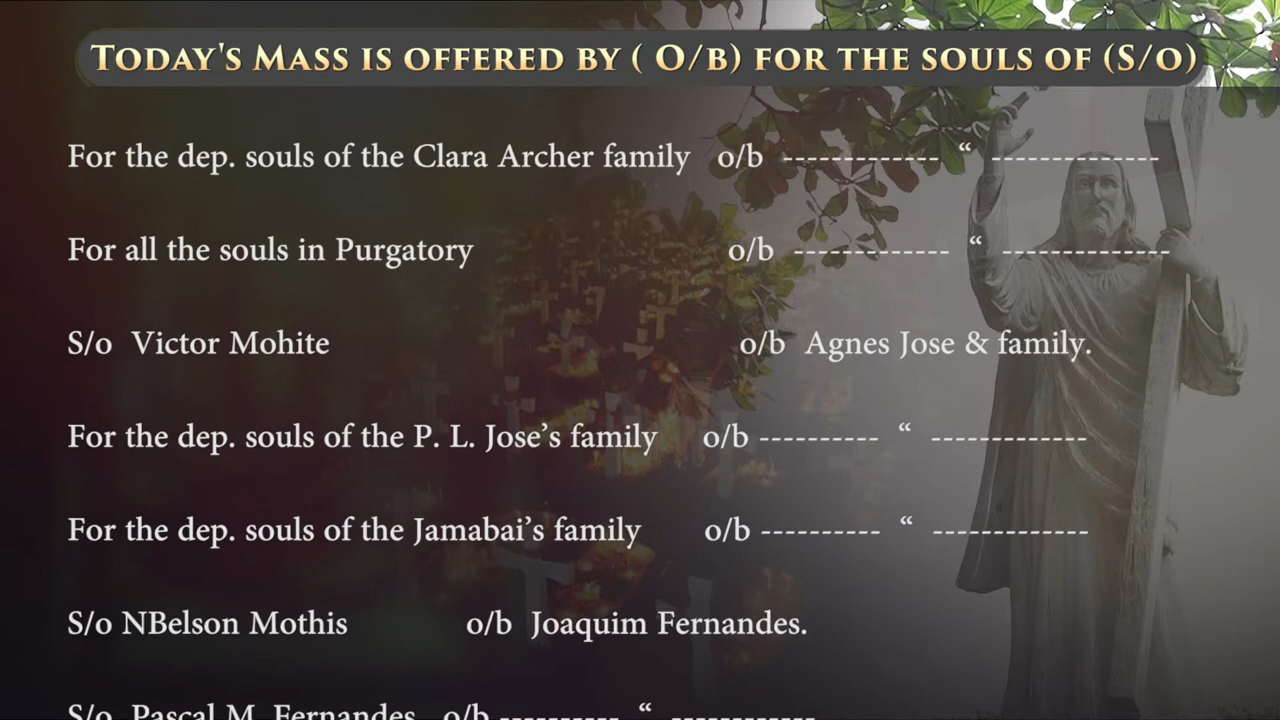 TODAY'S MASS IS OFFERED BY ( O/B) FOR THE SOULS OF (S/O)
For the dep. souls of the Clara Archer family o/b ------------- “ --------------
For all the souls in Purgatory o/b ------------- “ --------------
S/o Victor Mohite o/b Agnes Jose & family.
For the dep. souls of the P. L. Jose’s family o/b ---------- “ -------------
For the dep. souls of the Jamabai’s family o/b ---------- “ -------------
S/o NBelson Mothis o/b Joaquim Fernandes.
S/o Pascal M. Fernandes o/b ---------- “ ------------